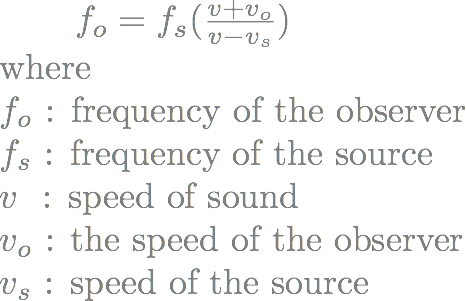 f_o = f_s(\frac{v+v_o}{v-v_s})
where
f_o : frequency of the observer
f_s : frequency of the source
v : speed of sound
v_o : the speed of the observer
v_s : speed of the source